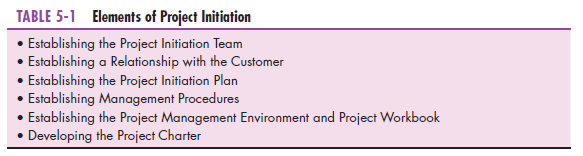 TABLE 5-1 Elements of Project Initiation
• Establishing the Project Initiation Team
• Establishing a Relationship with the Customer
• Establishing the Project Initiation Plan
• Establishing Management Procedures
• Establishing the Project Management Environment and Project Workbook
• Developing the Project Charter